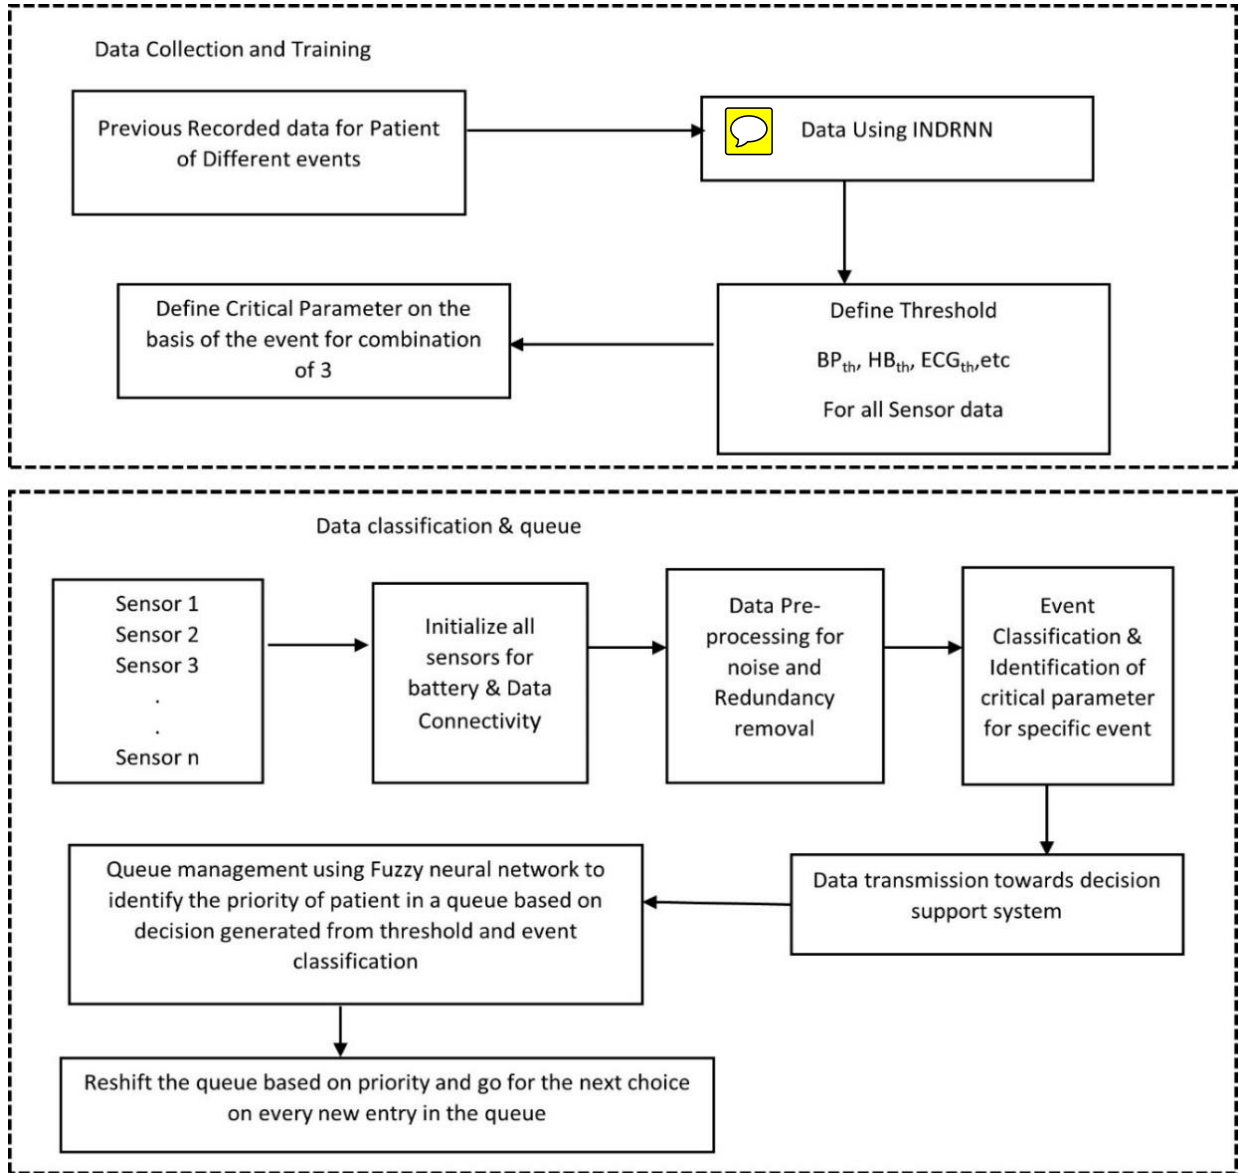 Data Collection and Training
Previous Recorded data for Patient
of Different events
Data Using INDRNN
Define Critical Parameter on the
basis of the event for combination
of 3
Define Threshold
BPth, HBth, ECGth,etc
For all Sensor data
Data classification & queue
Sensor 1
Sensor 2
Sensor 3
.
.
Sensor n
Initialize all
sensors for
battery & Data
Connectivity
Data Pre-
processing for
noise and
Redundancy
removal
Event
Classification &
Identification of
critical parameter
for specific event
Data transmission towards decision
support system
Queue management using Fuzzy neural network to
identify the priority of patient in a queue based on
decision generated from threshold and event
classification
Reshift the queue based on priority and go for the next choice
on every new entry in the queue